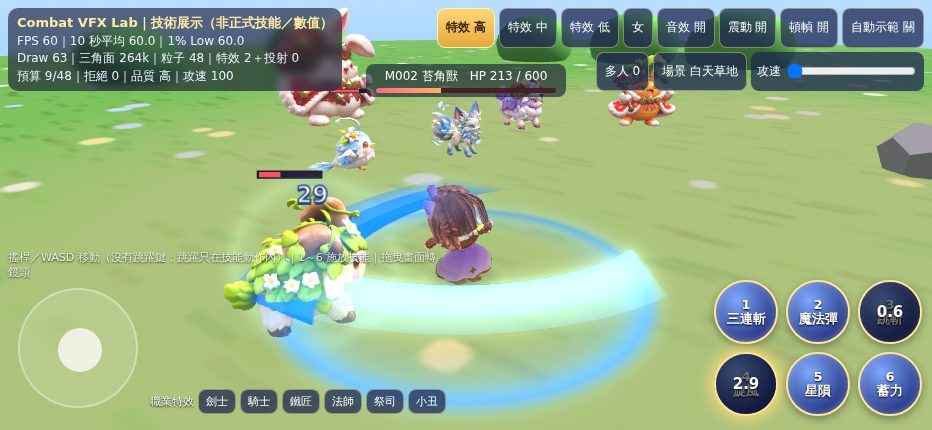 Combat VFX Lab｜技術展示（非正式技能／數值）
FPS 60｜10 秒平均 60.0｜1% Low 60.0
Draw 63｜三角面 264k｜粒子 48｜特效 2＋投射 0
預算 9/48｜拒絕 0｜品質 高｜攻速 100
特效 高
特效 中
特效 低
女
音效 開
震動 開
頓幀 開
自動示範 關
多人 0
場景 白天草地
攻速
M002 苔角獸 HP 213 / 600
29
搖桿／WASD 移動（沒有跳躍鍵；跳躍只在技能動作內）｜1～6 施放技能｜拖曳畫面轉
鏡頭
1
三連斬
2
魔法彈
3
跳斬
0.6
4
旋風
2.9
5
星隕
6
蓄力
職業特效
劍士
騎士
鐵匠
法師
祭司
小丑